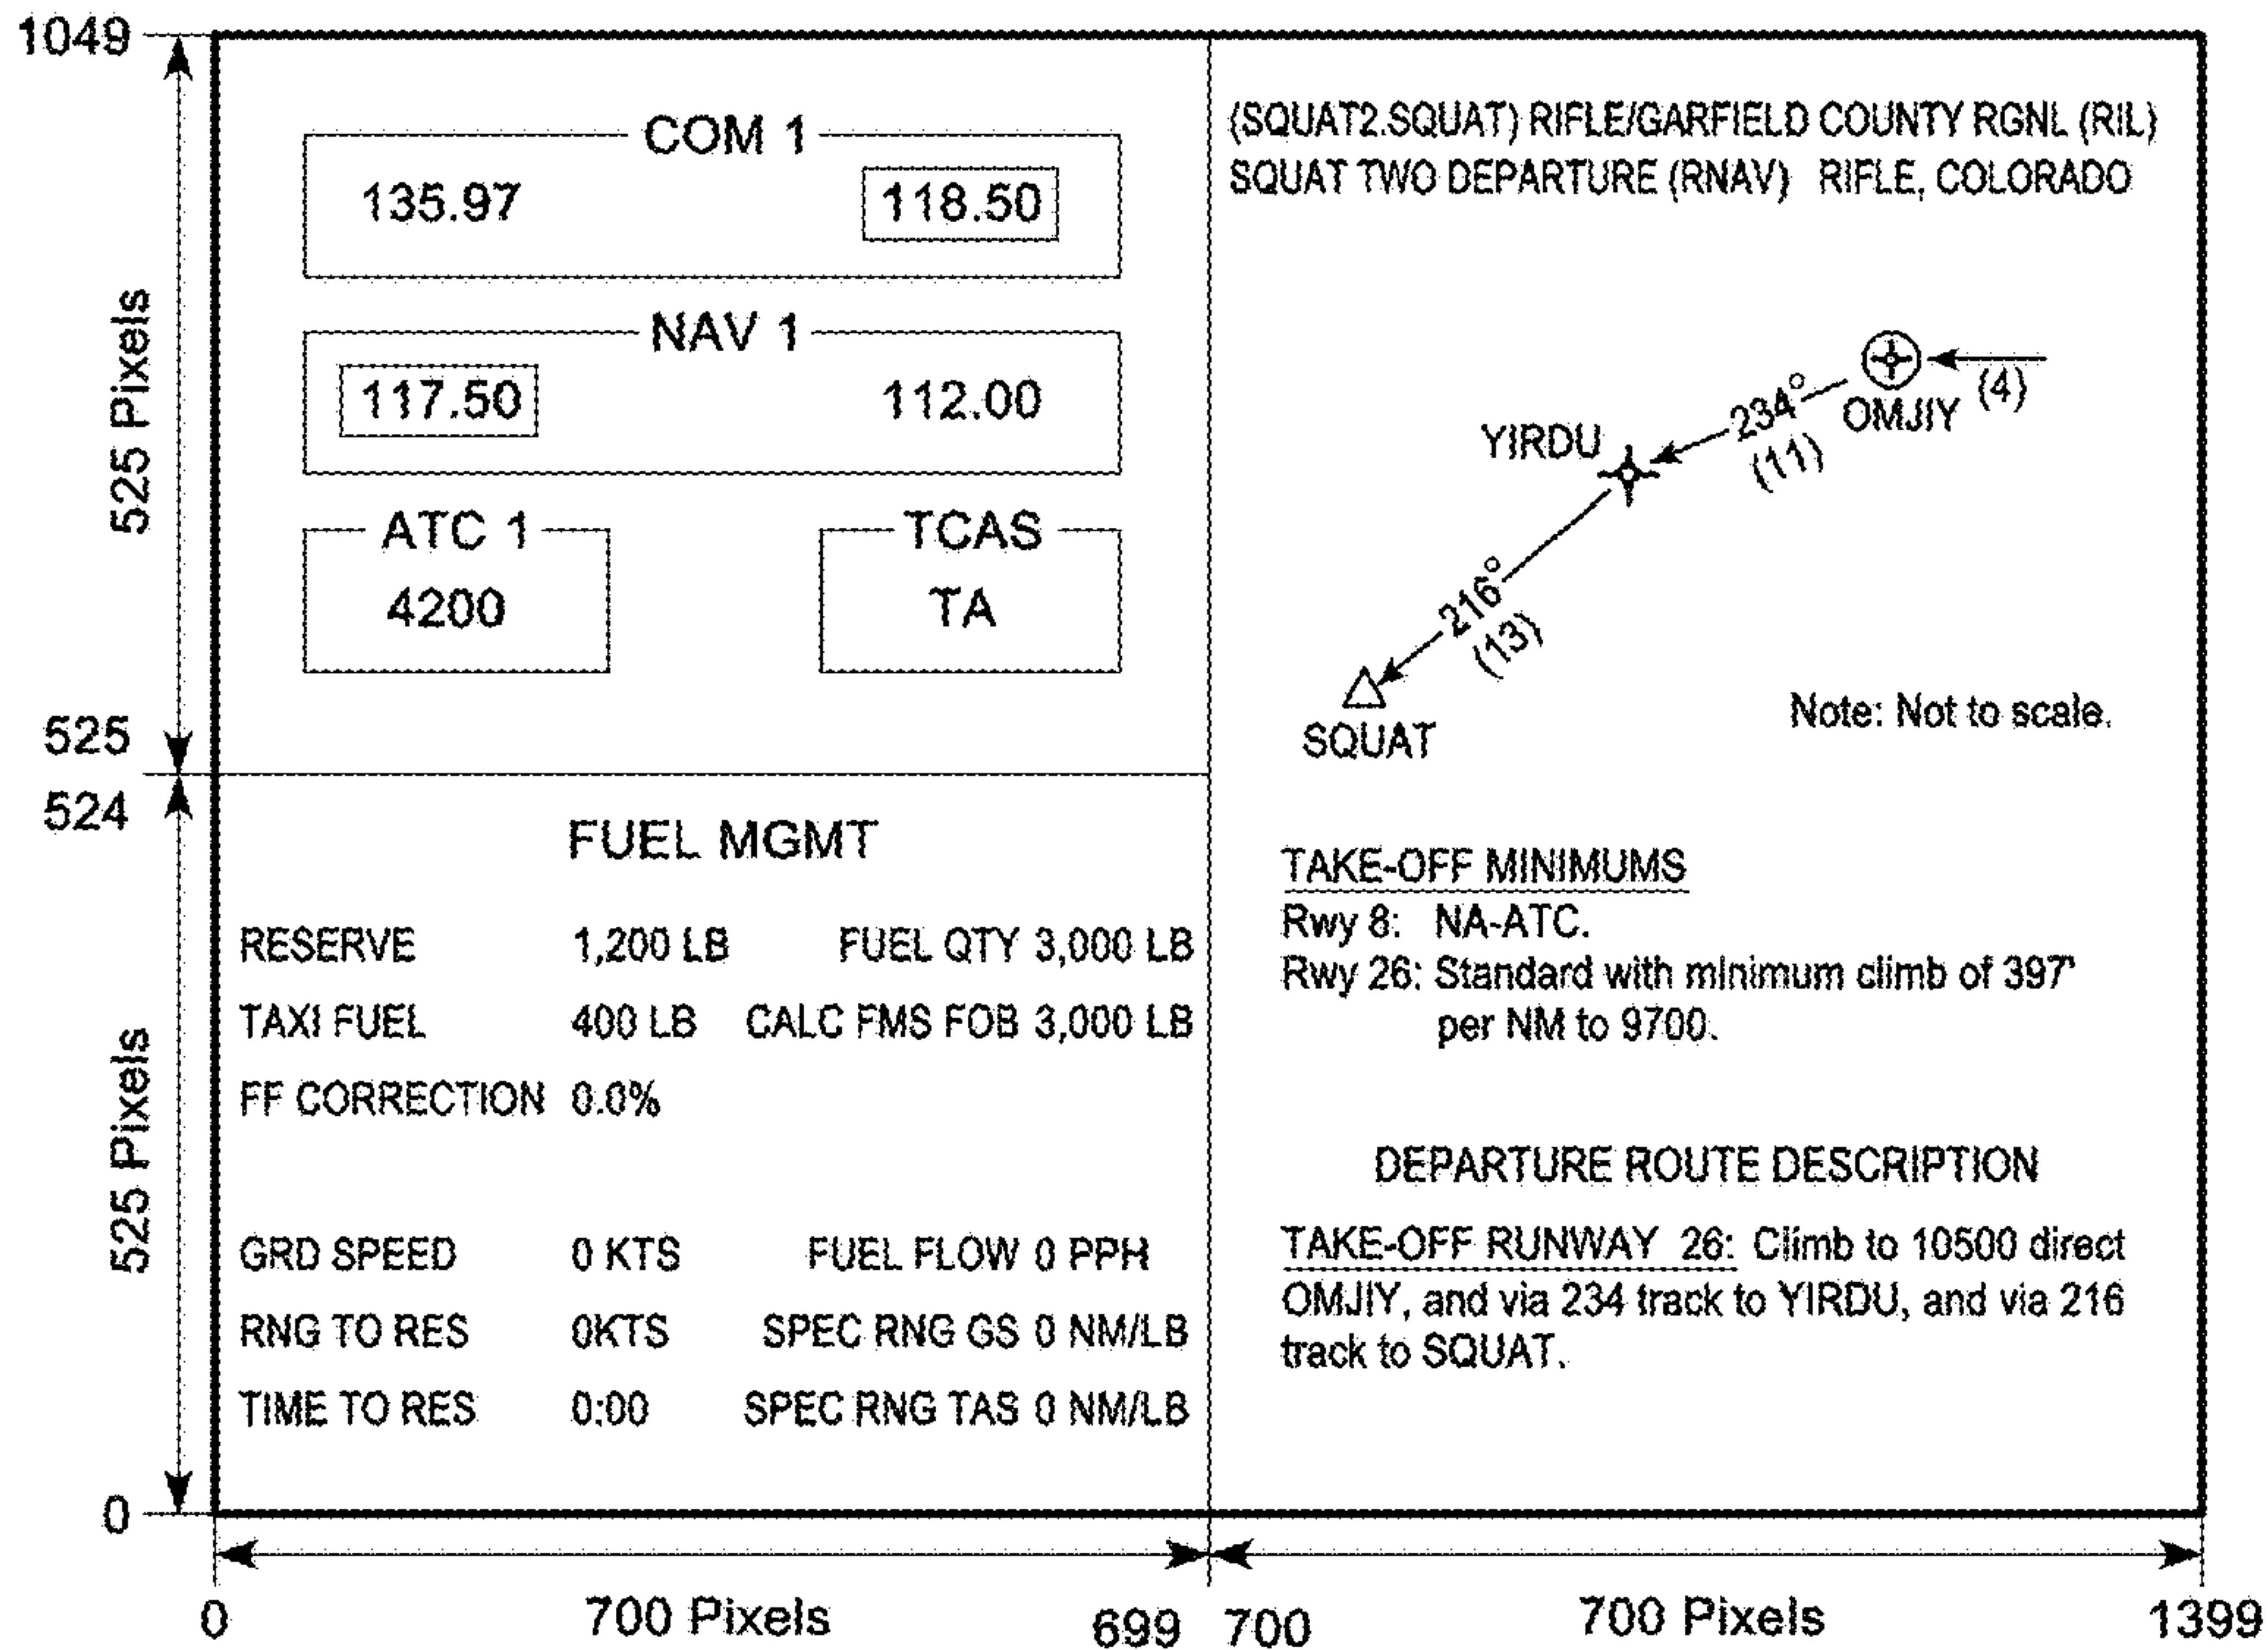 1049
525 Pixels
525
524
525 Pixels
0
COM 1
135.97 118.50
NAV 1
117.50 112.00
ATC 1 TCAS
4200 TA
FUEL MGMT
RESERVE 1,200 LB FUEL QTY 3,000 LB
TAXI FUEL 400 LB CALC FMS FOB 3,000 LB
FF CORRECTION 0.0%
GRD SPEED 0 KTS FUEL FLOW 0 PPH
RNG TO RES 0KTS SPEC RNG GS 0 NM/LB
TIME TO RES 0:00 SPEC RNG TAS 0 NM/LB
(SQUAT2.SQUAT) RIFLE/GARFIELD COUNTY RGNL (RIL)
SQUAT TWO DEPARTURE (RNAV) RIFLE, COLORADO
(4)
OMJIY
234°
(11)
YIRDU
216°
(13)
SQUAT
Note: Not to scale.
TAKE-OFF MINIMUMS
Rwy 8: NA-ATC.
Rwy 26: Standard with minimum climb of 397'
per NM to 9700.
DEPARTURE ROUTE DESCRIPTION
TAKE-OFF RUNWAY 26: Climb to 10500 direct
OMJIY, and via 234 track to YIRDU, and via 216
track to SQUAT.
0 700 Pixels 699 700 700 Pixels 1399